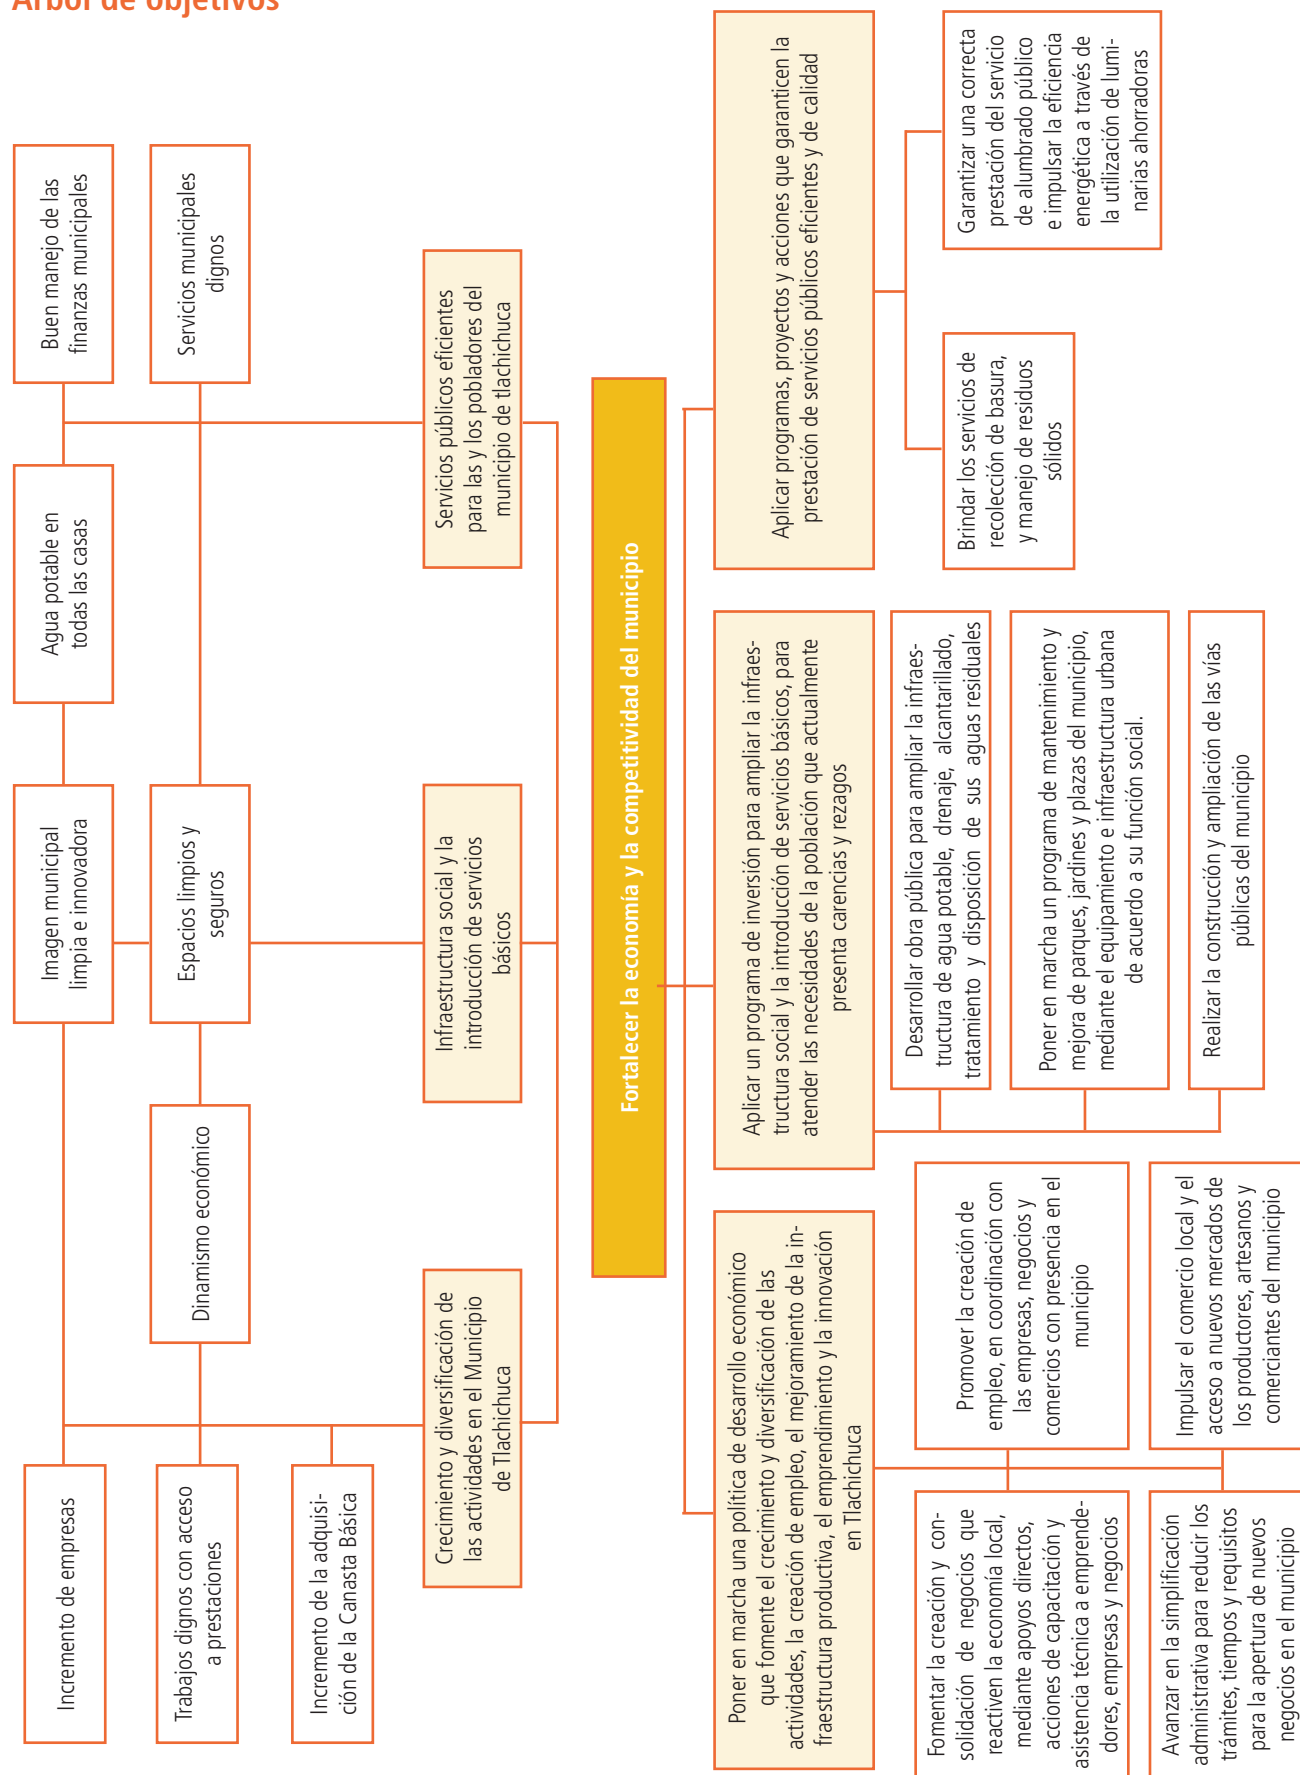 Árbol de objetivos
Incremento de empresas
Trabajos dignos con acceso
a prestaciones
Incremento de la adquisi-
ción de la Canasta Básica
Dinamismo económico
Imagen municipal
limpia e innovadora
Espacios limpios y
seguros
Agua potable en
todas las casas
Buen manejo de las
finanzas municipales
Servicios municipales
dignos
Crecimiento y diversificación de
las actividades en el Municipio
de Tlachichuca
Infraestructura social y la
introducción de servicios
básicos
Servicios públicos eficientes
para las y los pobladores del
municipio de tlachichuca
Fortalecer la economía y la competitividad del municipio
Poner en marcha una política de desarrollo económico
que fomente el crecimiento y diversificación de las
actividades, la creación de empleo, el mejoramiento de la in-
fraestructura productiva, el emprendimiento y la innovación
en Tlachichuca
Aplicar un programa de inversión para ampliar la infraes-
tructura social y la introducción de servicios básicos, para
atender las necesidades de la población que actualmente
presenta carencias y rezagos
Aplicar programas, proyectos y acciones que garanticen la
prestación de servicios públicos eficientes y de calidad
Fomentar la creación y con-
solidación de negocios que
reactiven la economía local,
mediante apoyos directos,
acciones de capacitación y
asistencia técnica a emprende-
dores, empresas y negocios
Promover la creación de
empleo, en coordinación con
las empresas, negocios y
comercios con presencia en el
municipio
Avanzar en la simplificación
administrativa para reducir los
trámites, tiempos y requisitos
para la apertura de nuevos
negocios en el municipio
Impulsar el comercio local y el
acceso a nuevos mercados de
los productores, artesanos y
comerciantes del municipio
Desarrollar obra pública para ampliar la infraes-
tructura de agua potable, drenaje, alcantarillado,
tratamiento y disposición de sus aguas residuales
Poner en marcha un programa de mantenimiento y
mejora de parques, jardines y plazas del municipio,
mediante el equipamiento e infraestructura urbana
de acuerdo a su función social.
Realizar la construcción y ampliación de las vías
públicas del municipio
Brindar los servicios de
recolección de basura,
y manejo de residuos
sólidos
Garantizar una correcta
prestación del servicio
de alumbrado público
e impulsar la eficiencia
energética a través de
la utilización de lumi-
narias ahorradoras